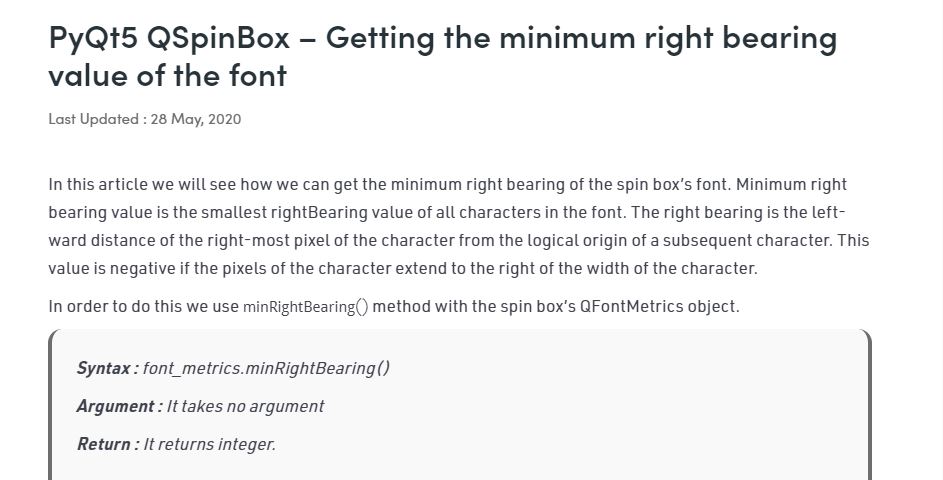 PyQt5 QSpinBox – Getting the minimum right bearing
value of the font
Last Updated : 28 May, 2020
In this article we will see how we can get the minimum right bearing of the spin box’s font. Minimum right
bearing value is the smallest rightBearing value of all characters in the font. The right bearing is the left-
ward distance of the right-most pixel of the character from the logical origin of a subsequent character. This
value is negative if the pixels of the character extend to the right of the width of the character.
In order to do this we use minRightBearing() method with the spin box’s QFontMetrics object.
Syntax : font_metrics.minRightBearing()
Argument : It takes no argument
Return : It returns integer.